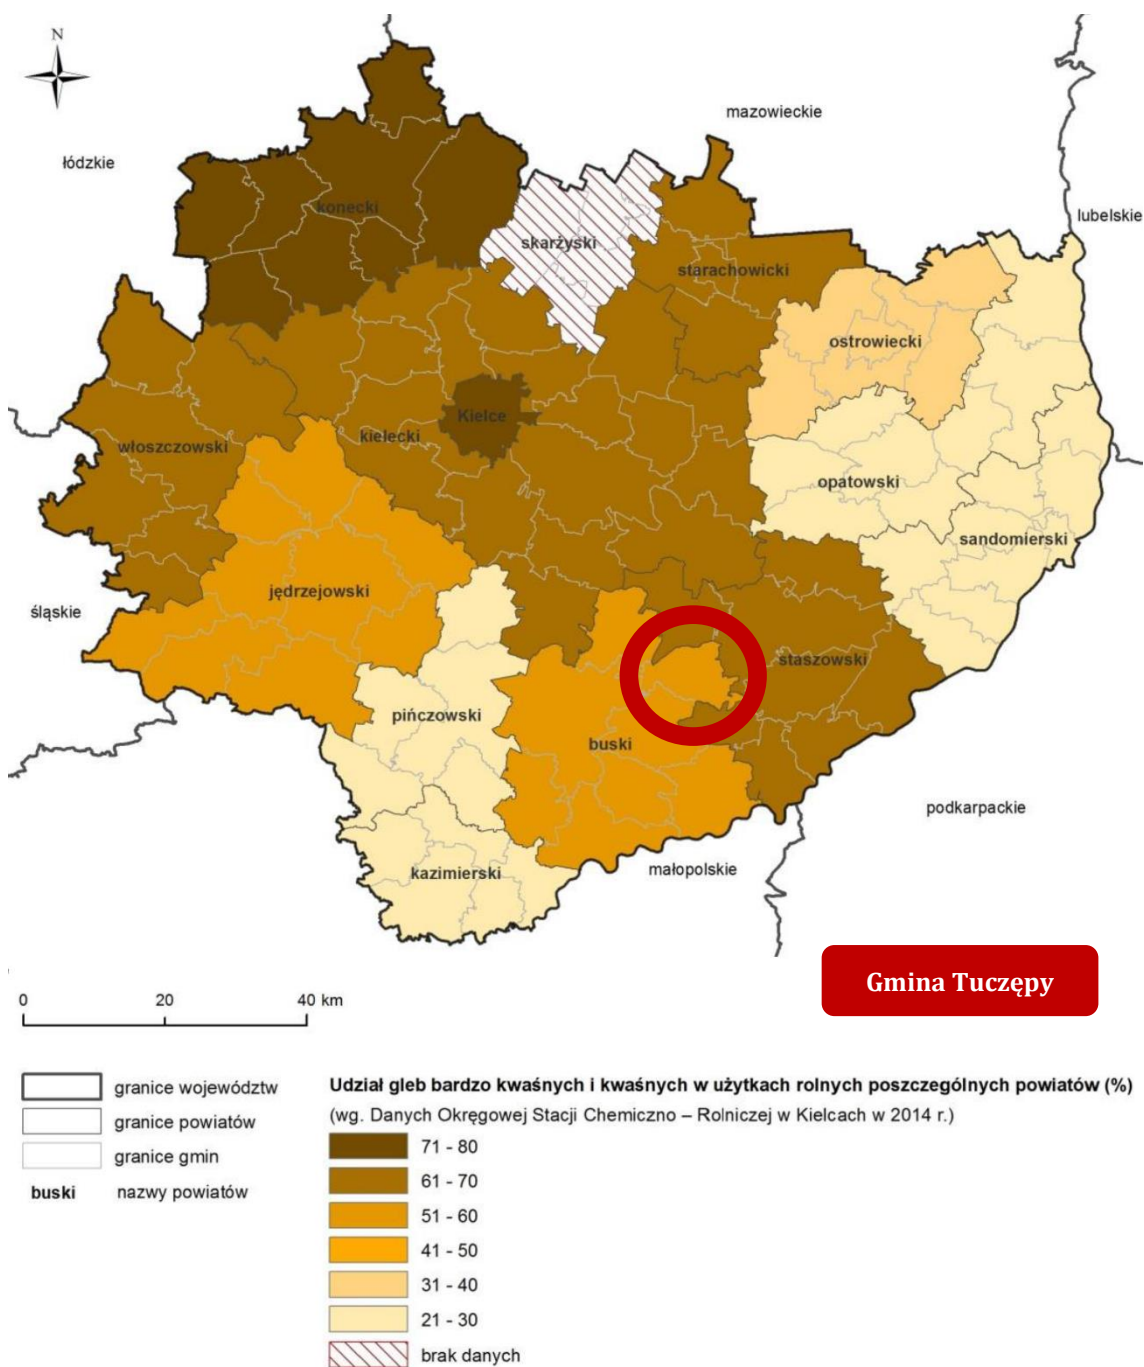 N
mazowieckie
łódzkie
lubelskie
konecki
skarżyski
starachowicki
ostrowiecki
Kielce
kielecki
włoszczowski
opatowski
sandomierski
jędrzejowski
śląskie
staszowski
pińczowski
buski
podkarpackie
małopolskie
kazimierski
Gmina Tuczępy
0 20 40 km
granice województw
granice powiatów
granice gmin
buski nazwy powiatów
Udział gleb bardzo kwaśnych i kwaśnych w użytkach rolnych poszczególnych powiatów (%)
(wg. Danych Okręgowej Stacji Chemiczno – Rolniczej w Kielcach w 2014 r.)
71 - 80
61 - 70
51 - 60
41 - 50
31 - 40
21 - 30
brak danych